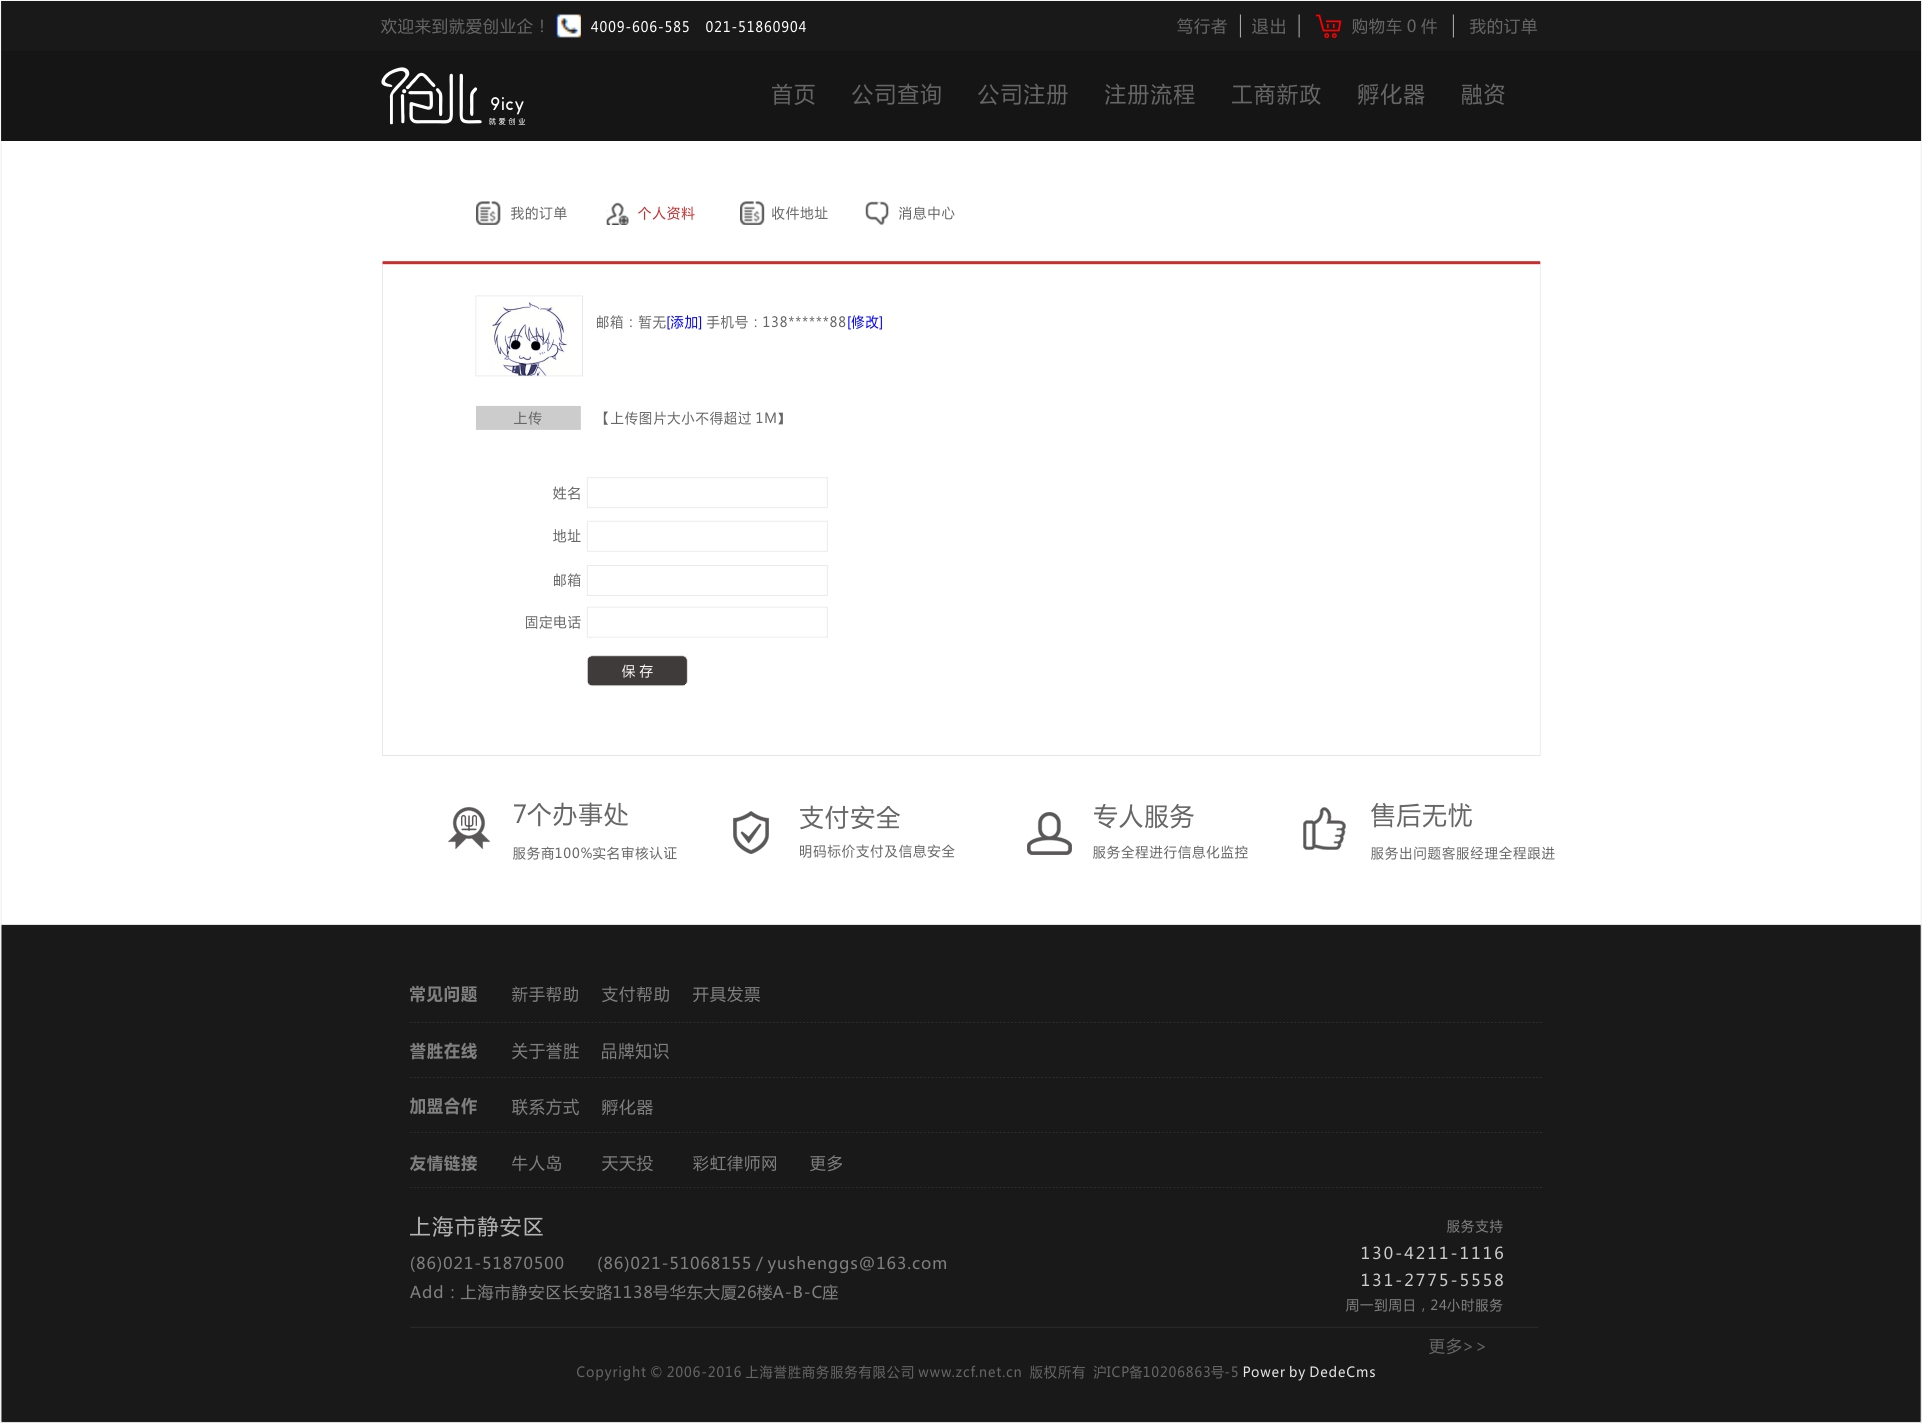 欢迎来到就爱创业企！ 4009-606-585 021-51860904 笃行者 退出 购物车 0 件 我的订单
9icy
就爱创业
首页 公司查询 公司注册 注册流程 工商新政 孵化器 融资
我的订单 个人资料 收件地址 消息中心
邮箱：暂无[添加] 手机号：138******88[修改]
上传 【上传图片大小不得超过 1M】
姓名
地址
邮箱
固定电话
保 存
7个办事处 支付安全 专人服务 售后无忧
服务商100%实名审核认证 明码标价支付及信息安全 服务全程进行信息化监控 服务出问题客服经理全程跟进
常见问题 新手帮助 支付帮助 开具发票
誉胜在线 关于誉胜 品牌知识
加盟合作 联系方式 孵化器
友情链接 牛人岛 天天投 彩虹律师网 更多
上海市静安区 服务支持
(86)021-51870500 (86)021-51068155 / yushenggs@163.com 130-4211-1116
Add：上海市静安区长安路1138号华东大厦26楼A-B-C座 131-2775-5558
周一到周日，24小时服务
更多>>
Copyright © 2006-2016 上海誉胜商务服务有限公司 www.zcf.net.cn 版权所有 沪ICP备10206863号-5 Power by DedeCms